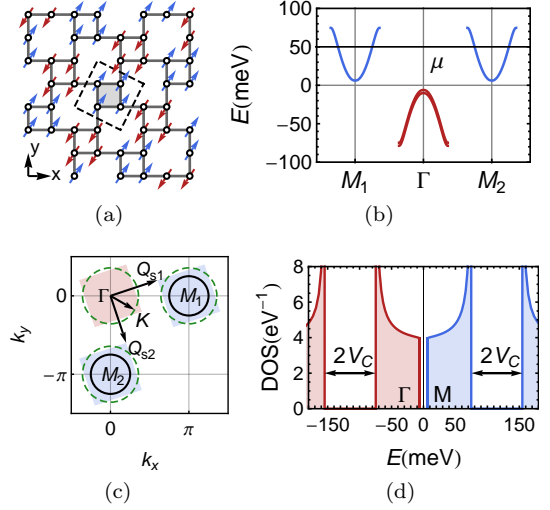 y
x
(a)
E(meV)
100
50
0
−50
−100
μ
M1
Γ
M2
(b)
ky
0
−π
Γ
Qs1
M1
K
Qs2
M2
0
π
kx
(c)
DOS(eV−1)
8
6
4
2
0
2VC
2VC
Γ
M
−150
−50
0
50
150
E(meV)
(d)